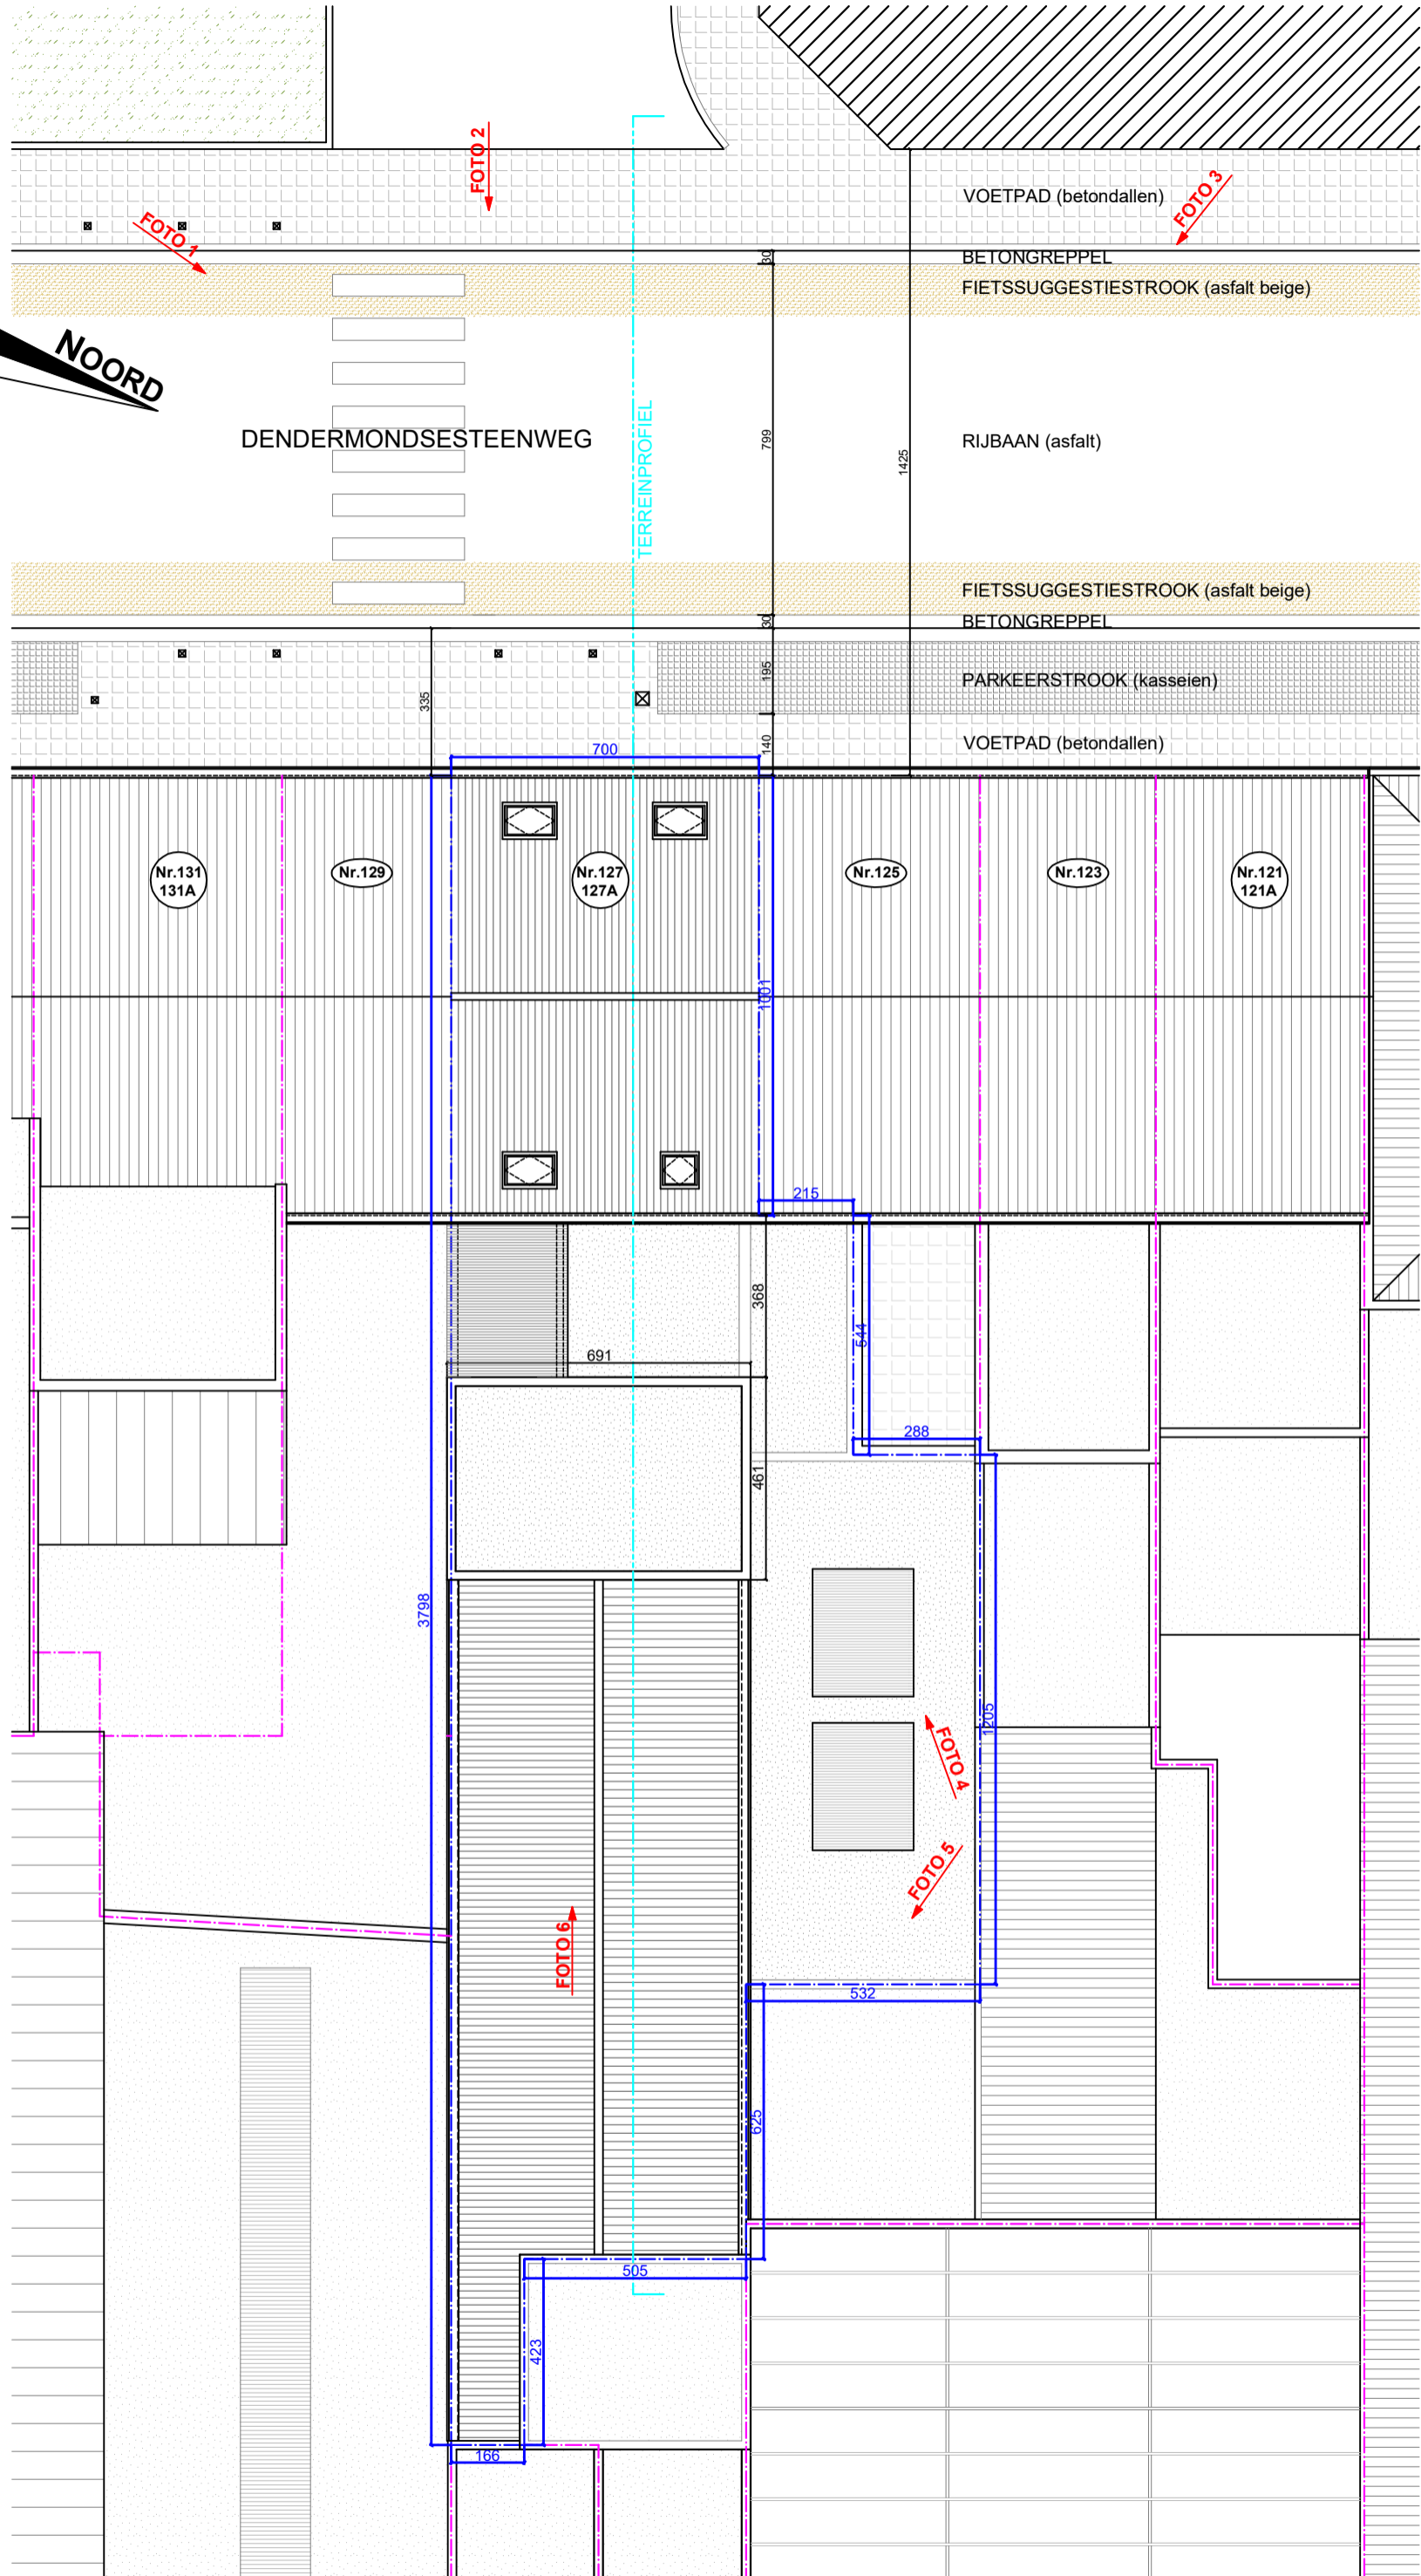 FOTO 2
VOETPAD (betondallen)
FOTO 3
FOTO 1
30
BETONGREPPEL
FIETSSUGGESTIESTROOK (asfalt beige)
NOORD
DENDERMONDSESTEENWEG
TERREINPROFIEL
799
1425
RIJBAAN (asfalt)
FIETSSUGGESTIESTROOK (asfalt beige)
30
BETONGREPPEL
335
195
PARKEERSTROOK (kasseien)
140
VOETPAD (betondallen)
700
Nr.131
131A
Nr.129
Nr.127
127A
Nr.125
Nr.123
Nr.121
121A
1001
215
368
544
691
288
461
3798
1205
FOTO 4
FOTO 5
FOTO 6
532
625
505
423
166